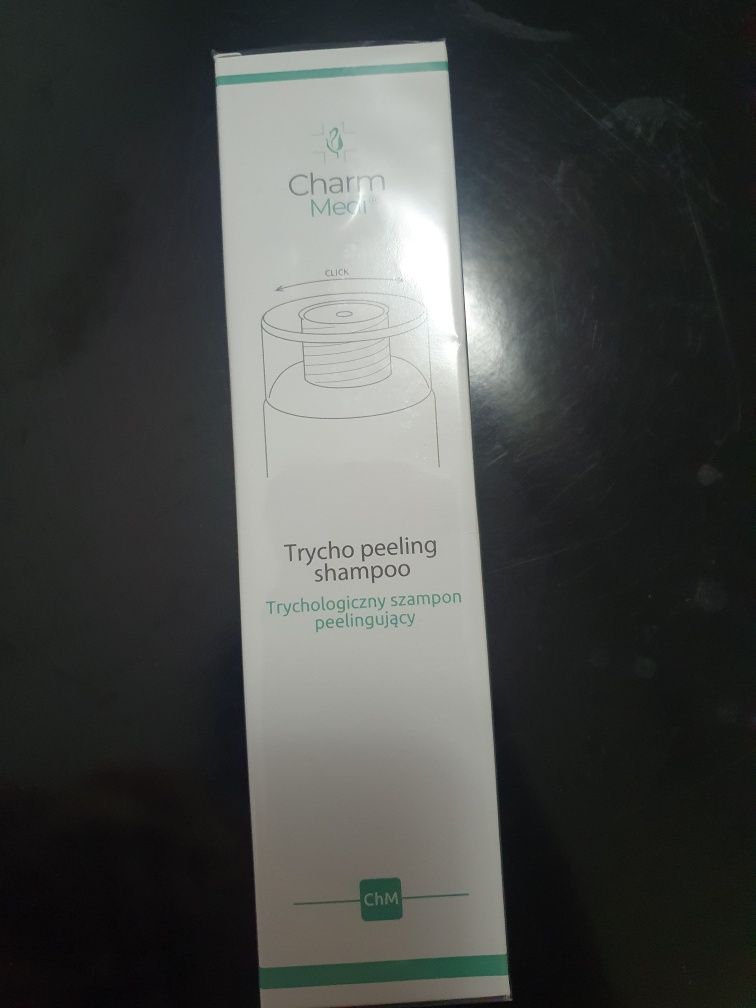 Charm
Medi®
CLICK
Trycho peeling
shampoo
Trychologiczny szampon
peelingujący
ChM